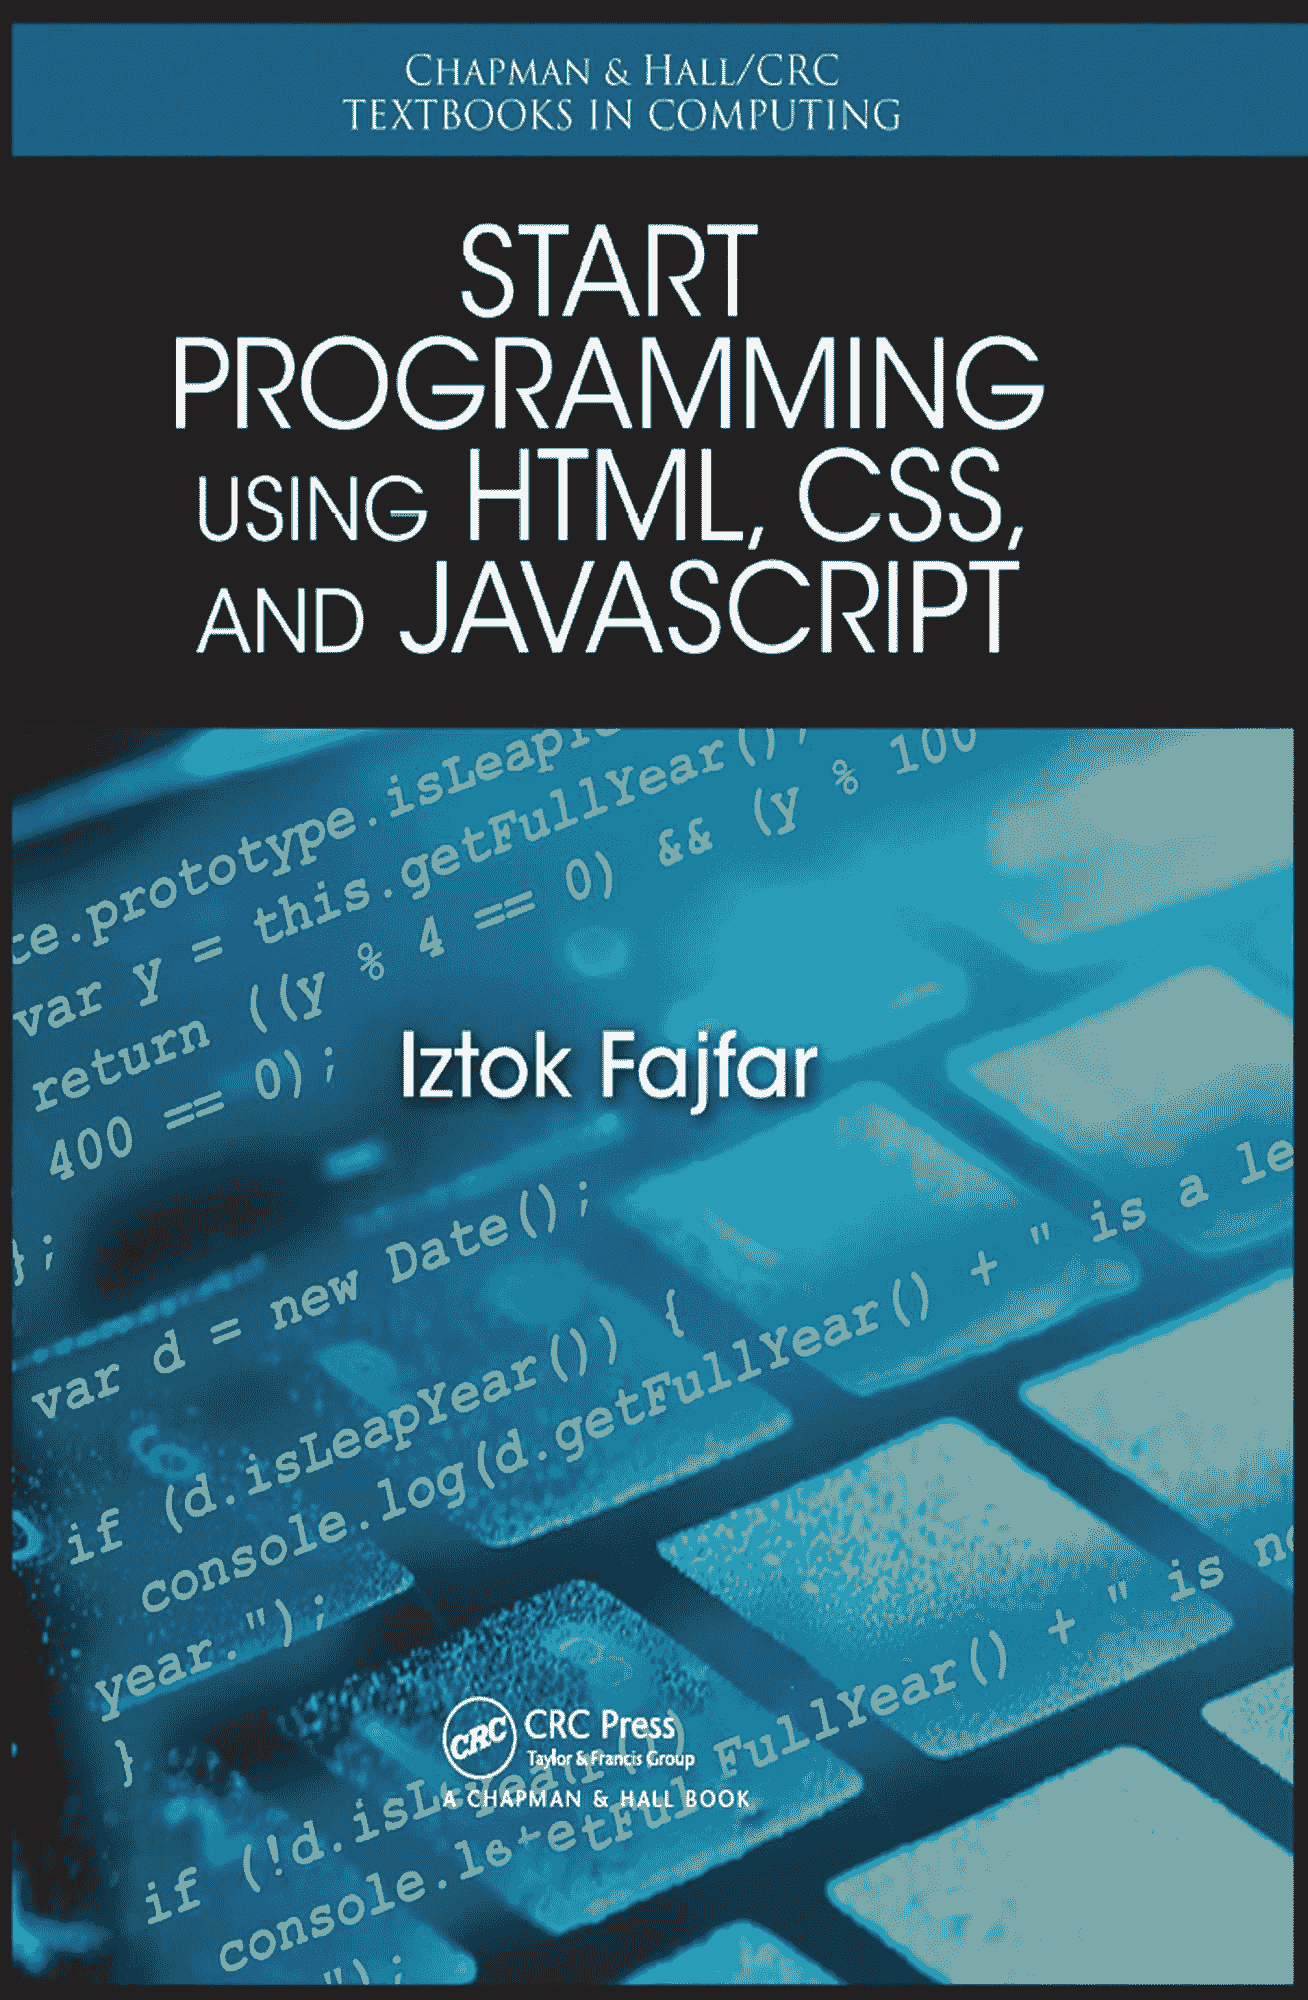 CHAPMAN & HALL/CRC
TEXTBOOKS IN COMPUTING
START
PROGRAMMING
USING HTML, CSS,
AND JAVASCRIPT
te.prototype.isLeapYe
var y = this.getFullYear();
return ((y % 4 == 0) && (y % 100
400 == 0);
};
Iztok Fajfar
var d = new Date();
if (d.isLeapYear()) {
console.log(d.getFullYear() + " is a le
year.");
}
if (!d.isL
console.l FullYear() + " is no
");
CRC
CRC Press
Taylor & Francis Group
A CHAPMAN & HALL BOOK